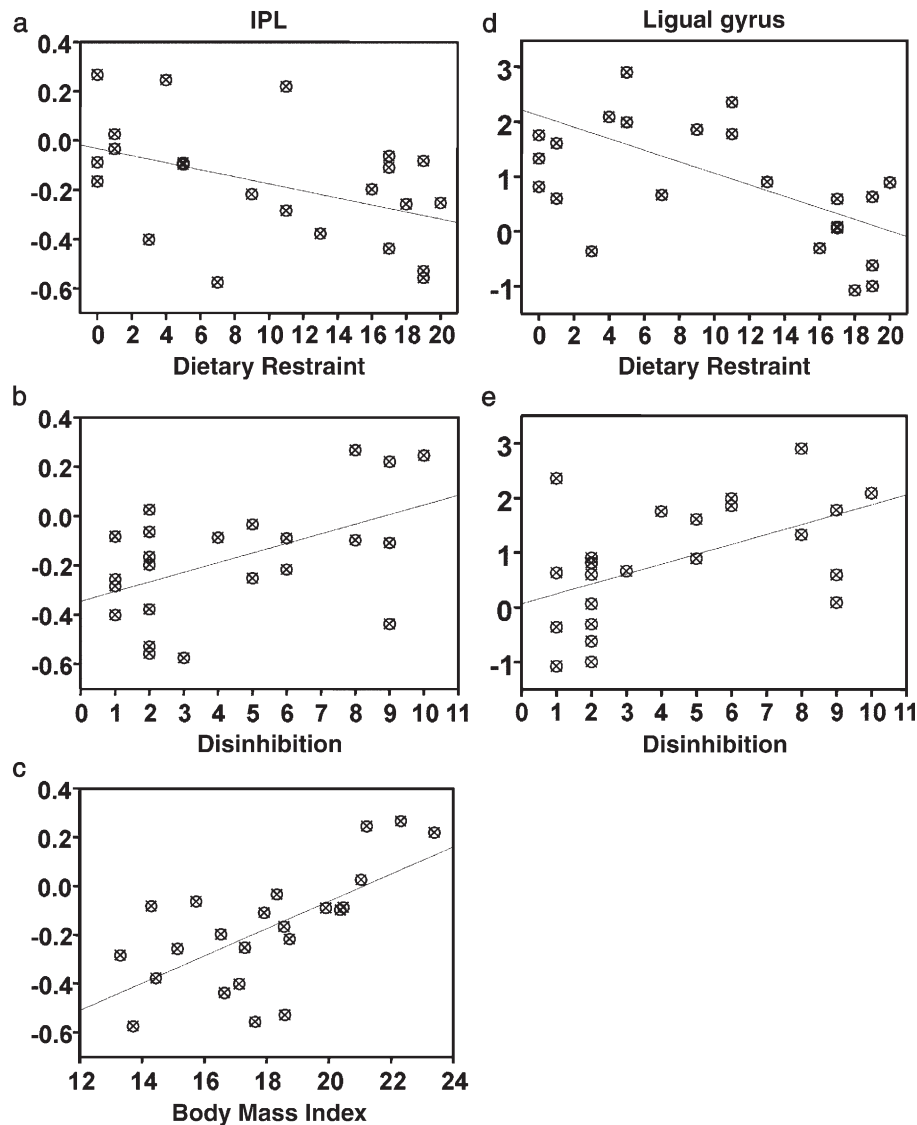 a
IPL
0.4
0.2
0.0
-0.2
-0.4
-0.6
0 2 4 6 8 10 12 14 16 18 20
Dietary Restraint
d
Ligual gyrus
3
2
1
0
-1
0 2 4 6 8 10 12 14 16 18 20
Dietary Restraint
b
0.4
0.2
0.0
-0.2
-0.4
-0.6
0 1 2 3 4 5 6 7 8 9 10 11
Disinhibition
e
3
2
1
0
-1
0 1 2 3 4 5 6 7 8 9 10 11
Disinhibition
c
0.4
0.2
0.0
-0.2
-0.4
-0.6
12 14 16 18 20 22 24
Body Mass Index